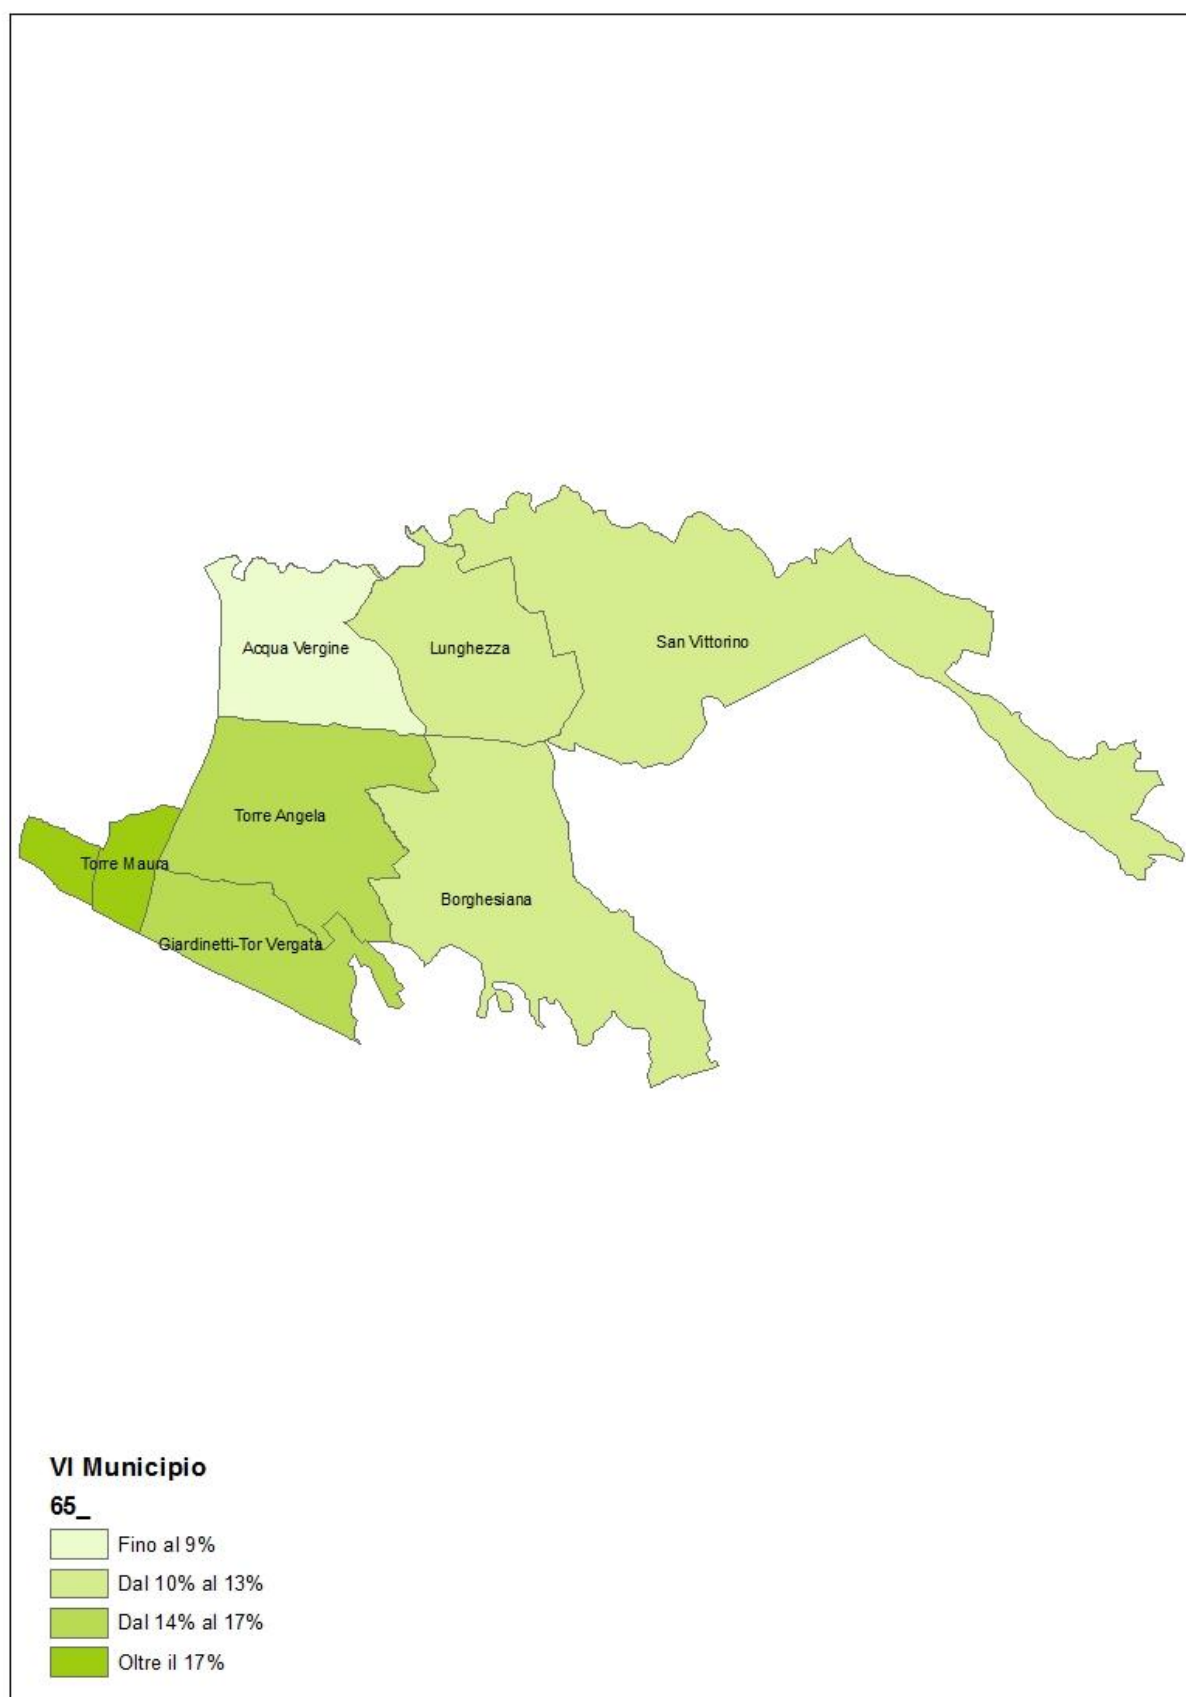 Acqua Vergine
Lunghezza
San Vittorino
Torre Angela
Torre Maura
Borghesiana
Giardinetti-Tor Vergata
VI Municipio
65_
Fino al 9%
Dal 10% al 13%
Dal 14% al 17%
Oltre il 17%